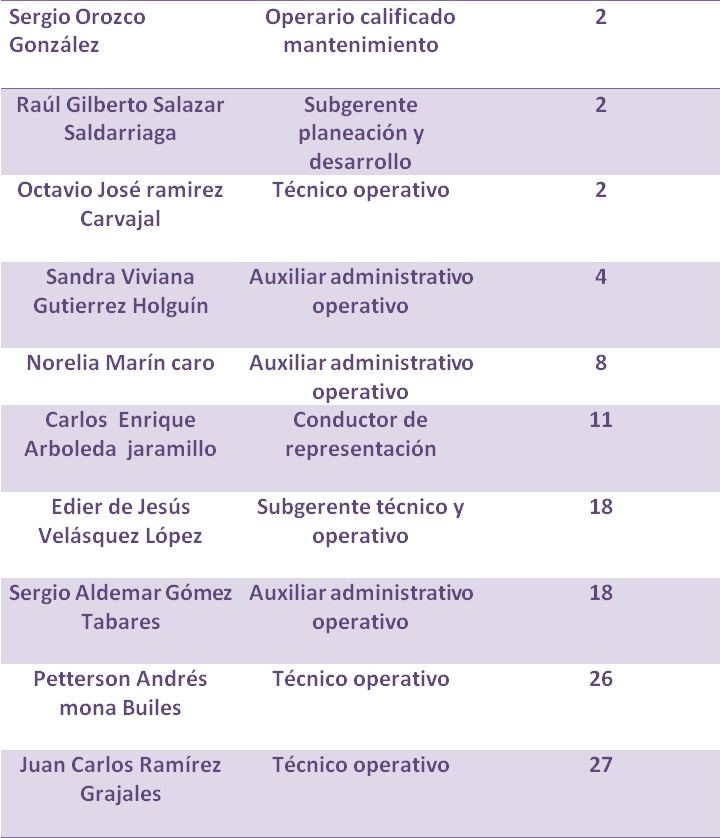 Sergio Orozco Operario calificado 2
González mantenimiento
Raúl Gilberto Salazar Subgerente 2
Saldarriaga planeación y
desarrollo
Octavio José ramirez Técnico operativo 2
Carvajal
Sandra Viviana Auxiliar administrativo 4
Gutierrez Holguín operativo
Norelia Marín caro Auxiliar administrativo 8
operativo
Carlos Enrique Conductor de 11
Arboleda jaramillo representación
Edier de Jesús Subgerente técnico y 18
Velásquez López operativo
Sergio Aldemar Gómez Auxiliar administrativo 18
Tabares operativo
Petterson Andrés Técnico operativo 26
mona Builes
Juan Carlos Ramírez Técnico operativo 27
Grajales